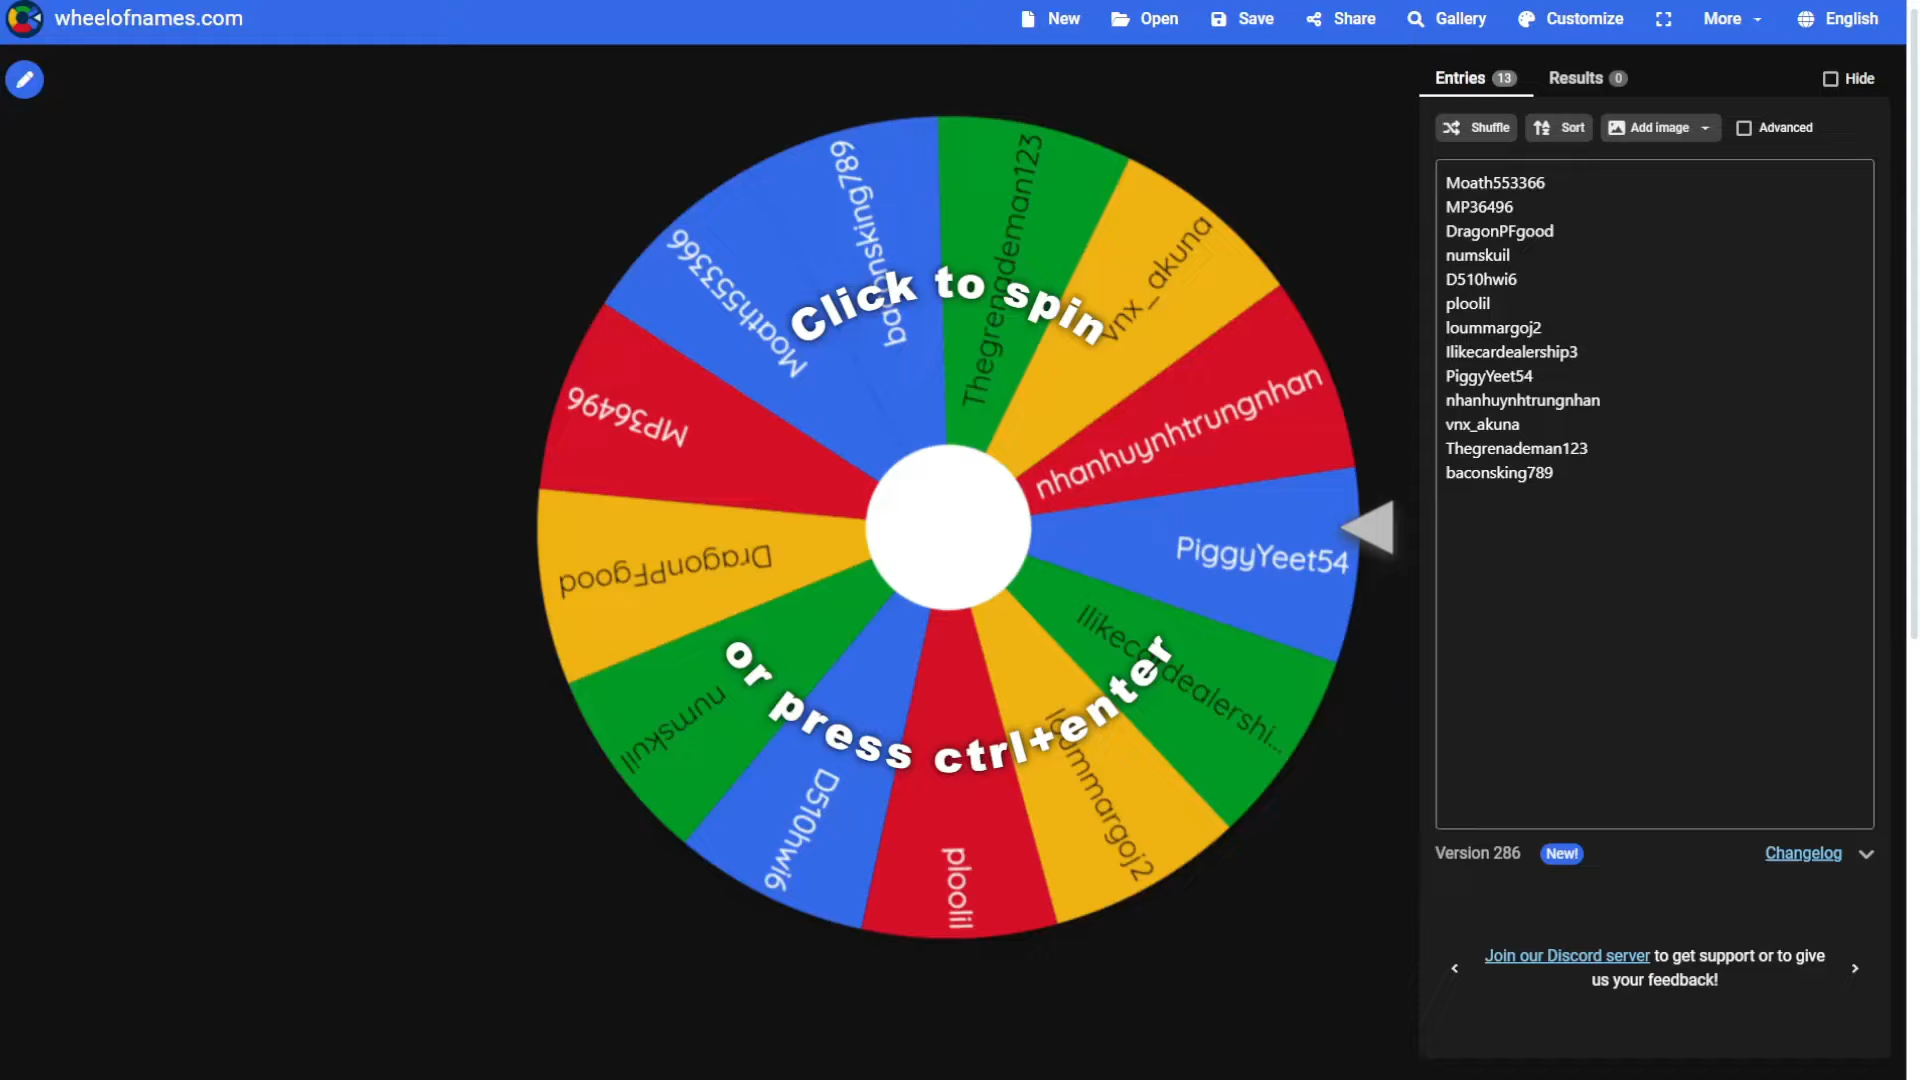 wheelofnames.com
New
Open
Save
Share
Gallery
Customize
More
English
Entries 13
Results 0
Hide
Shuffle
Sort
Add image
Advanced
Moath553366
MP36496
DragonPFgood
numskuil
D510hwi6
ploolil
loummargoj2
Ilikecardealership3
PiggyYeet54
nhanhuynhtrungnhan
vnx_akuna
Thegrenademan123
baconsking789
Version 286 New!
Changelog
Join our Discord server to get support or to give
us your feedback!
Click to spin
or press ctrl+enter
baconsking789
Thegrenademan123
vnx_akuna
nhanhuynhtrungnhan
PiggyYeet54
Ilikecardealershi...
loummargoj2
ploolil
D510hwi6
numskuil
DragonPFgood
MP36496
Moath553366